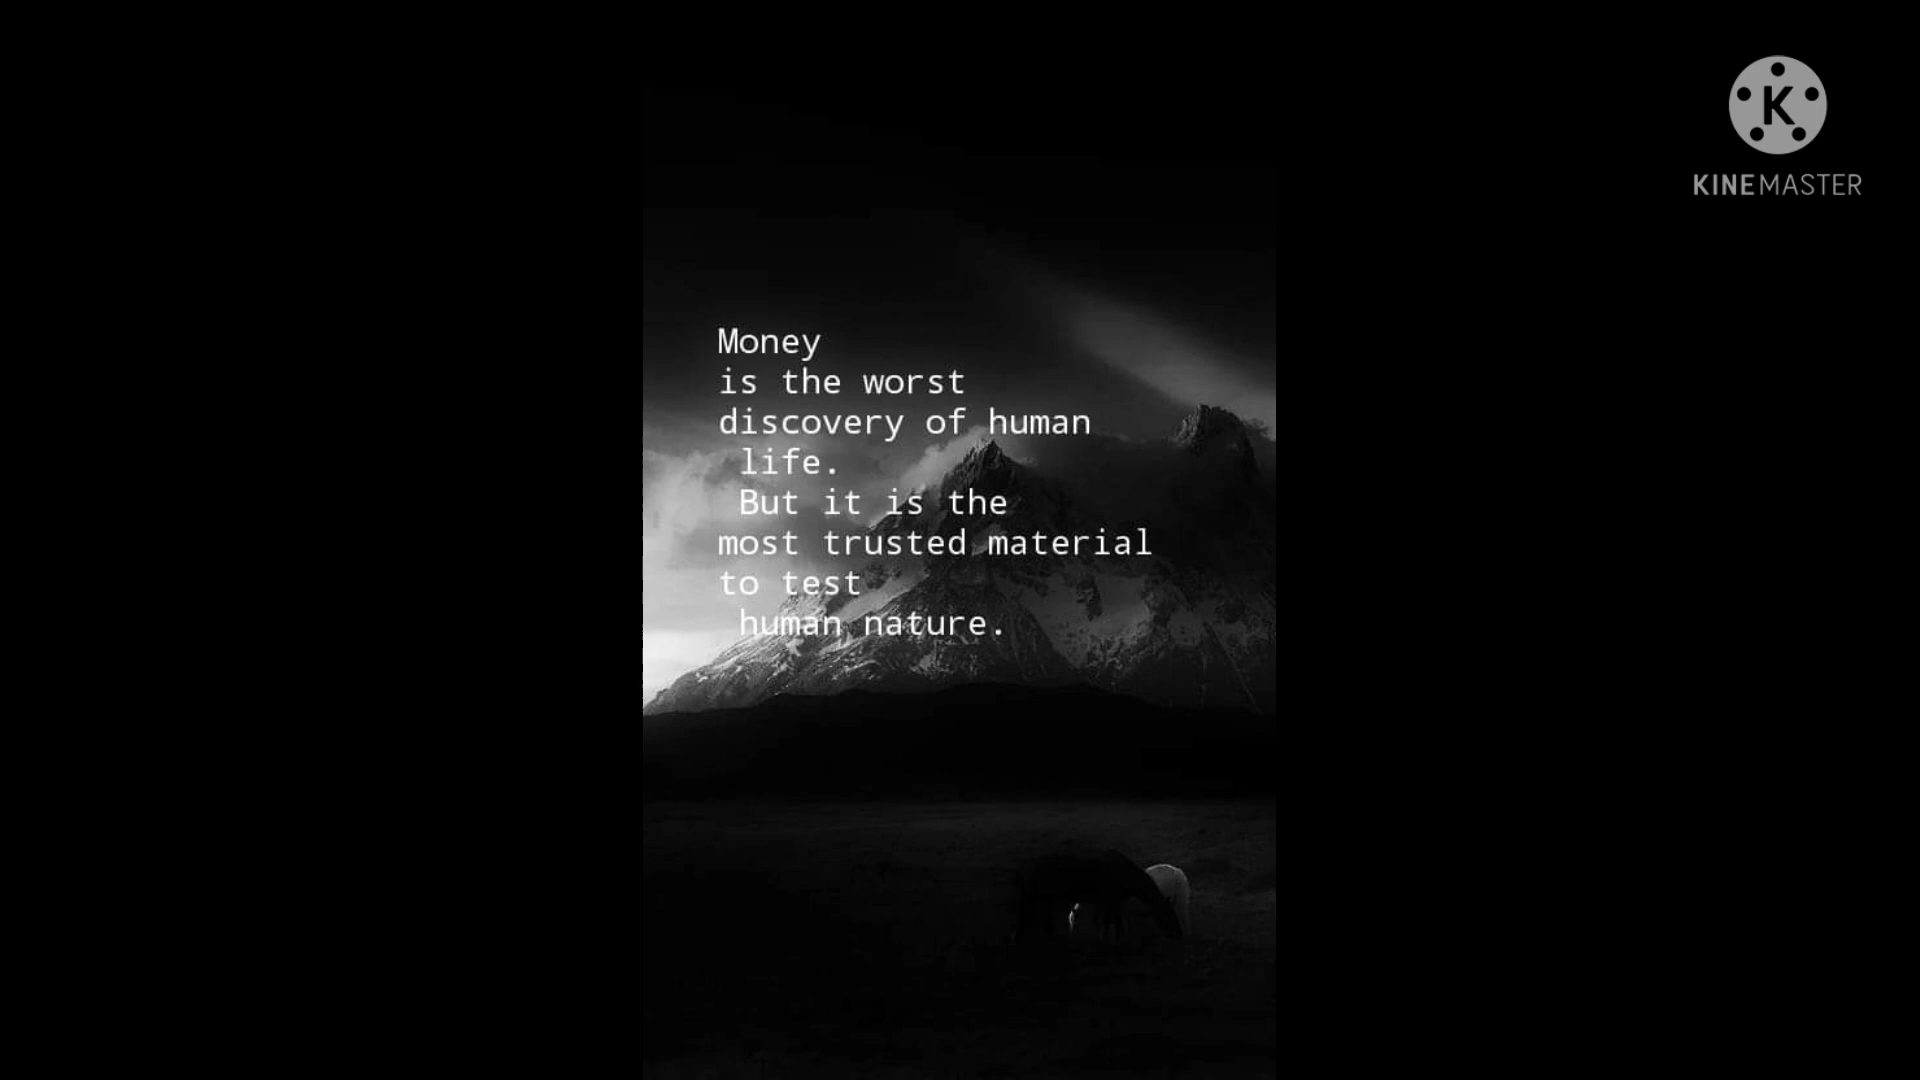 Money
is the worst
discovery of human
life.
But it is the
most trusted material
to test
human nature.
K
KINEMASTER